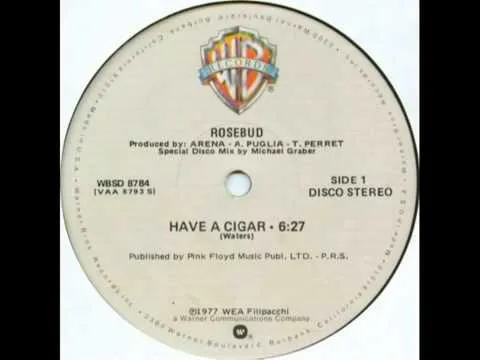 WB
RECORDS
ROSEBUD
Produced by: ARENA - A. PUGLIA - T. PERRET
Special Disco Mix by Michael Graber
WBSD 8784
(VAA 8793 S)
SIDE 1
DISCO STEREO
HAVE A CIGAR • 6:27
(Waters)
Published by Pink Floyd Music Publ. LTD. - P.R.S.
℗1977 WEA Filipacchi
a Warner Communications Company
W